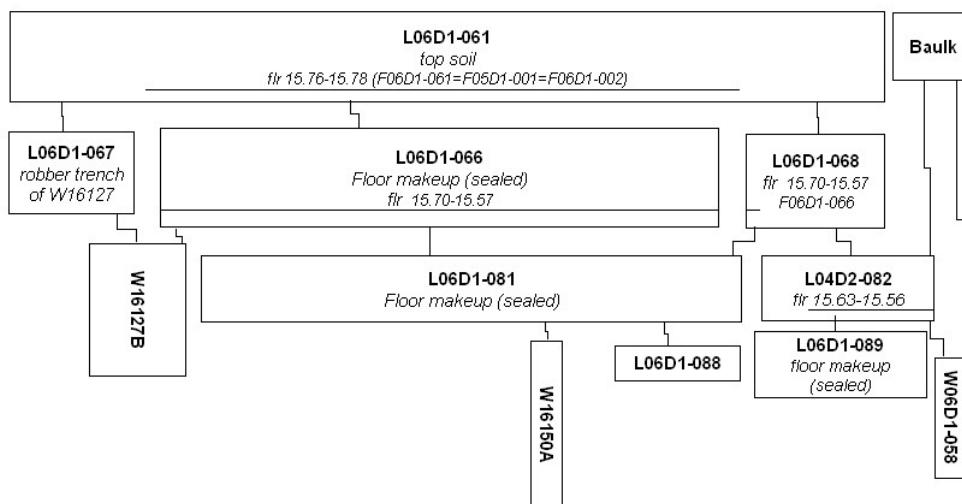 L06D1-061
top soil
flr 15.76-15.78 (F06D1-061=F05D1-001=F06D1-002)
Baulk
L06D1-067
robber trench
of W16127
L06D1-066
Floor makeup (sealed)
flr 15.70-15.57
L06D1-068
flr 15.70-15.57
F06D1-066
W16127B
L06D1-081
Floor makeup (sealed)
L04D2-082
flr 15.63-15.56
W16150A
L06D1-088
L06D1-089
floor makeup
(sealed)
W06D1-058